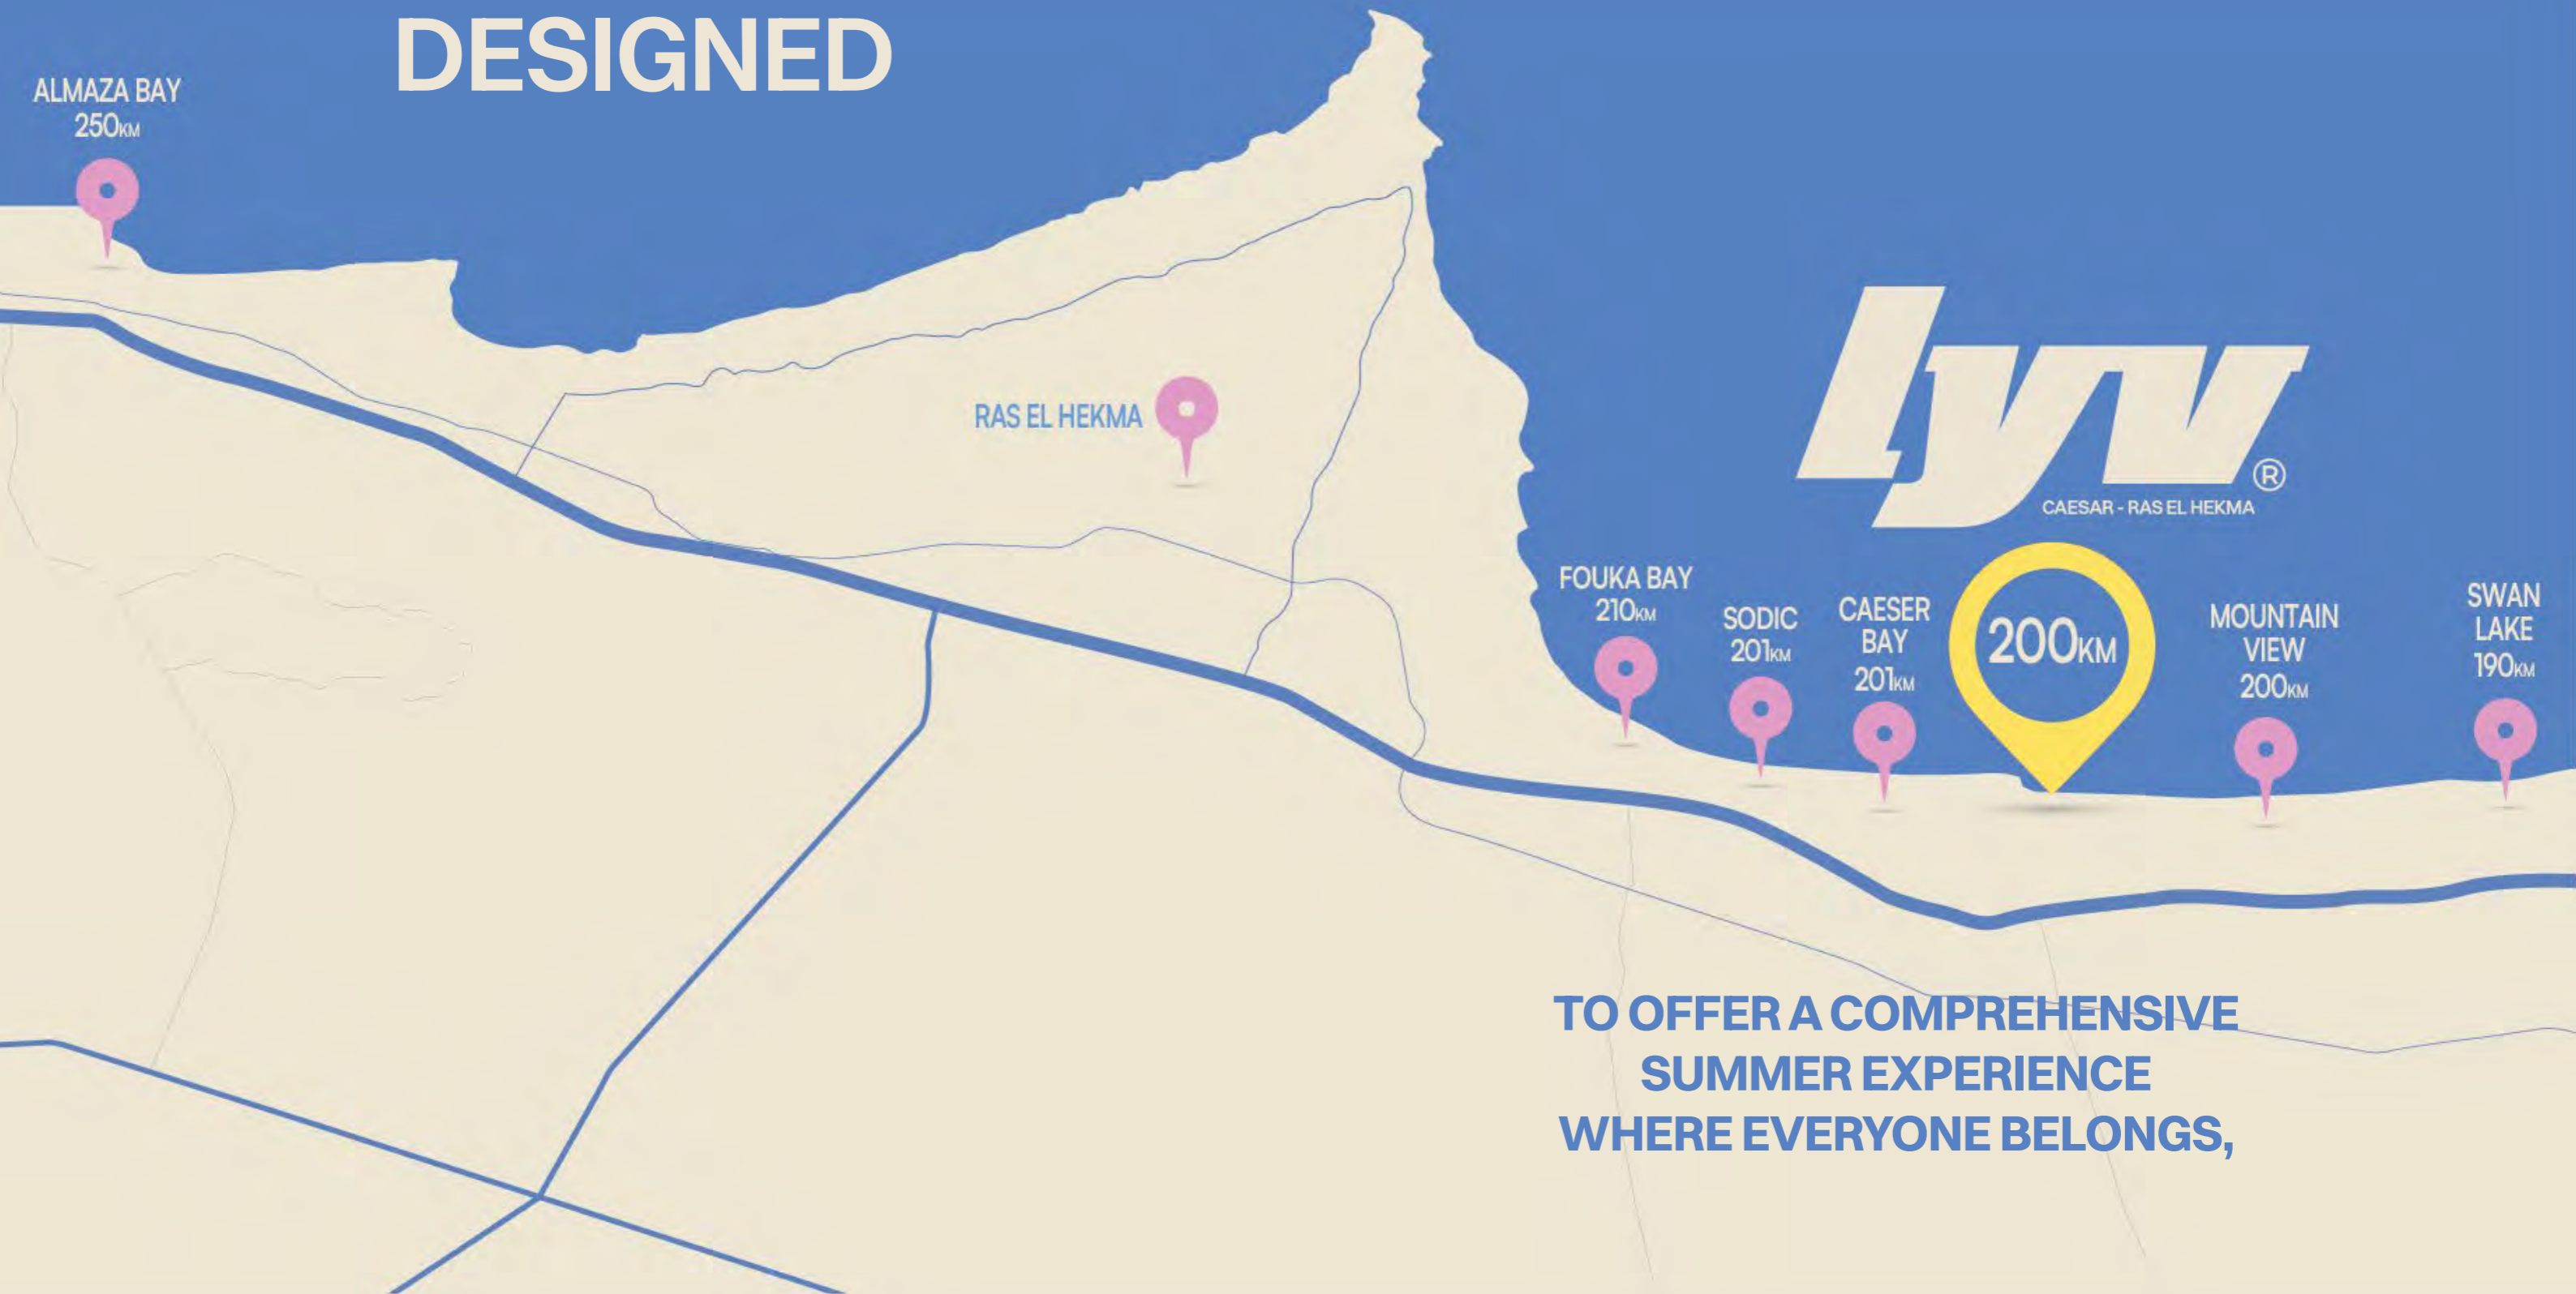 DESIGNED
ALMAZA BAY
250KM
RAS EL HEKMA
lyv®
CAESAR - RAS EL HEKMA
FOUKA BAY
210KM
SODIC
201KM
CAESER
BAY
201KM
200KM
MOUNTAIN
VIEW
200KM
SWAN
LAKE
190KM
TO OFFER A COMPREHENSIVE
SUMMER EXPERIENCE
WHERE EVERYONE BELONGS,